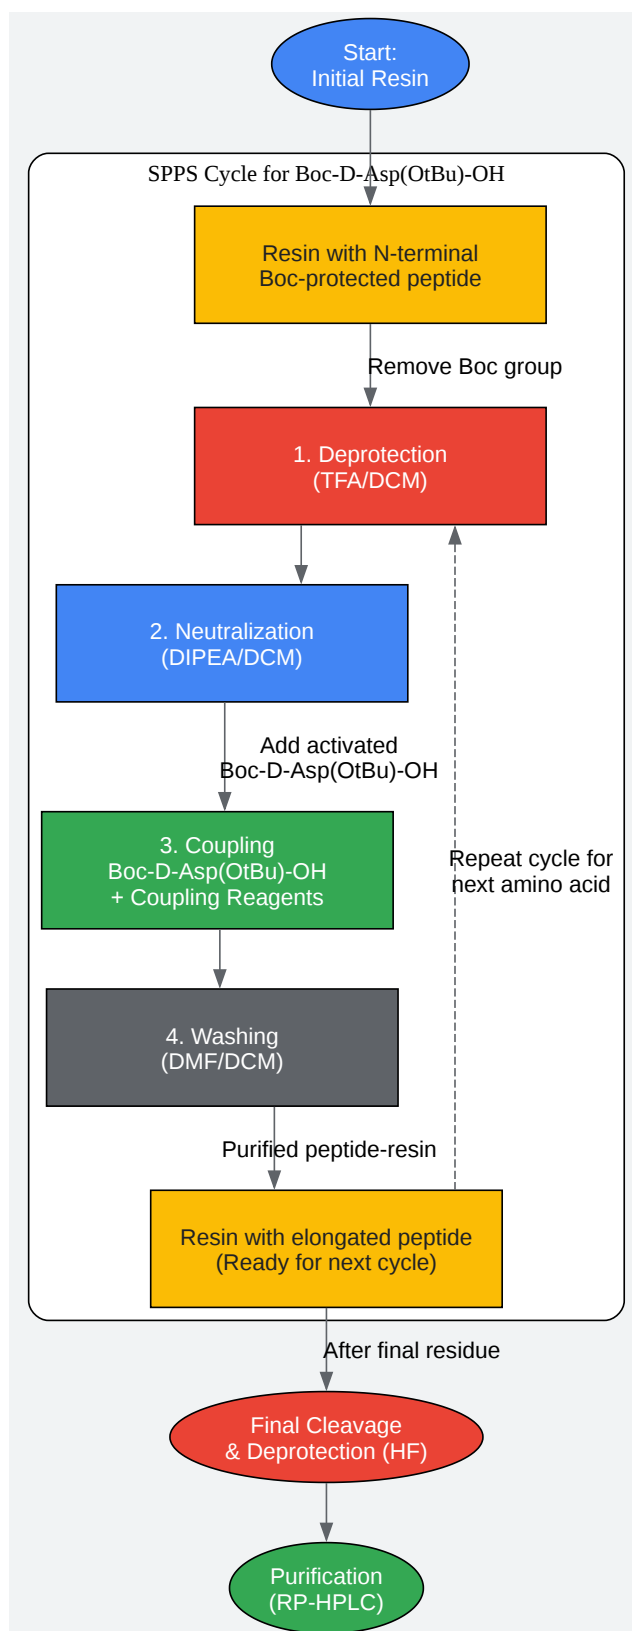 Start:
Initial Resin
SPPS Cycle for Boc-D-Asp(OtBu)-OH
Resin with N-terminal
Boc-protected peptide
Remove Boc group
1. Deprotection
(TFA/DCM)
2. Neutralization
(DIPEA/DCM)
Add activated
Boc-D-Asp(OtBu)-OH
3. Coupling
Boc-D-Asp(OtBu)-OH
+ Coupling Reagents
Repeat cycle for
next amino acid
4. Washing
(DMF/DCM)
Purified peptide-resin
Resin with elongated peptide
(Ready for next cycle)
After final residue
Final Cleavage
& Deprotection (HF)
Purification
(RP-HPLC)